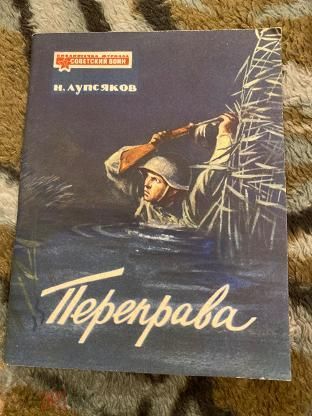 БИБЛИОТЕЧКА ЖУРНАЛА
СОВЕТСКИЙ ВОИН
Н. ЛУПСЯКОВ
Переправа